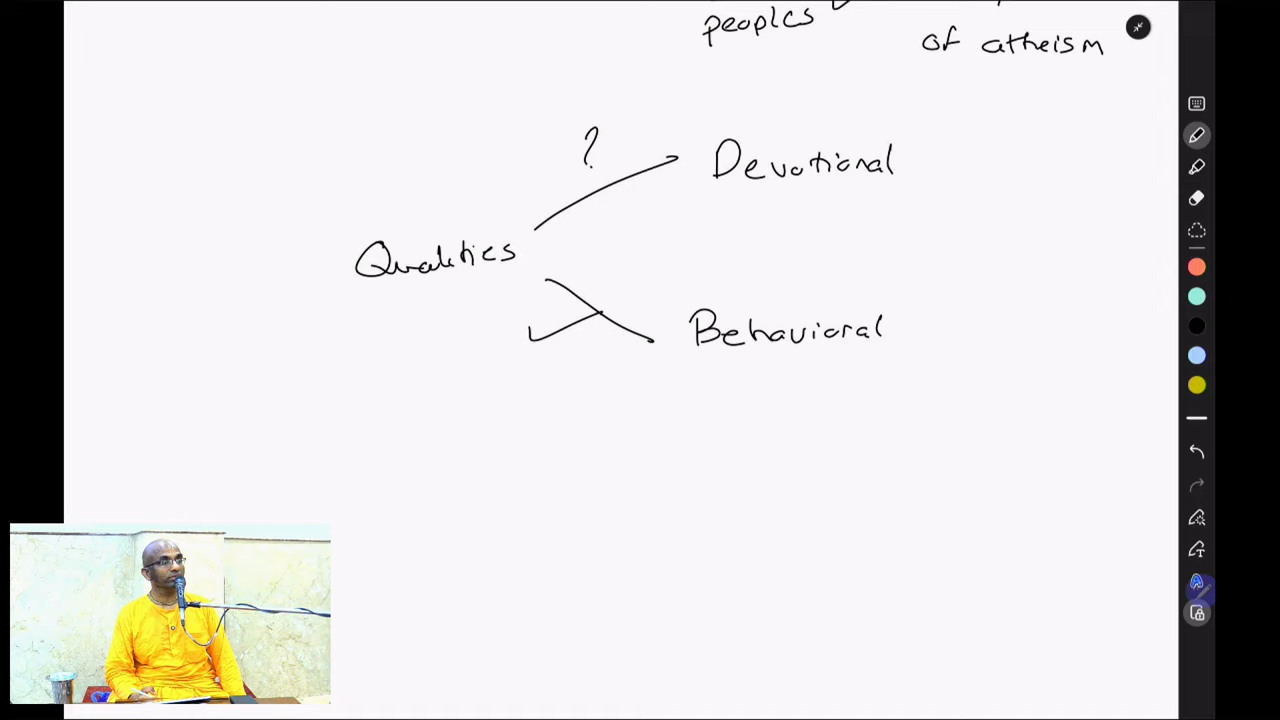 peoples
of atheism
?
Devotional
Qualities
Behavioral